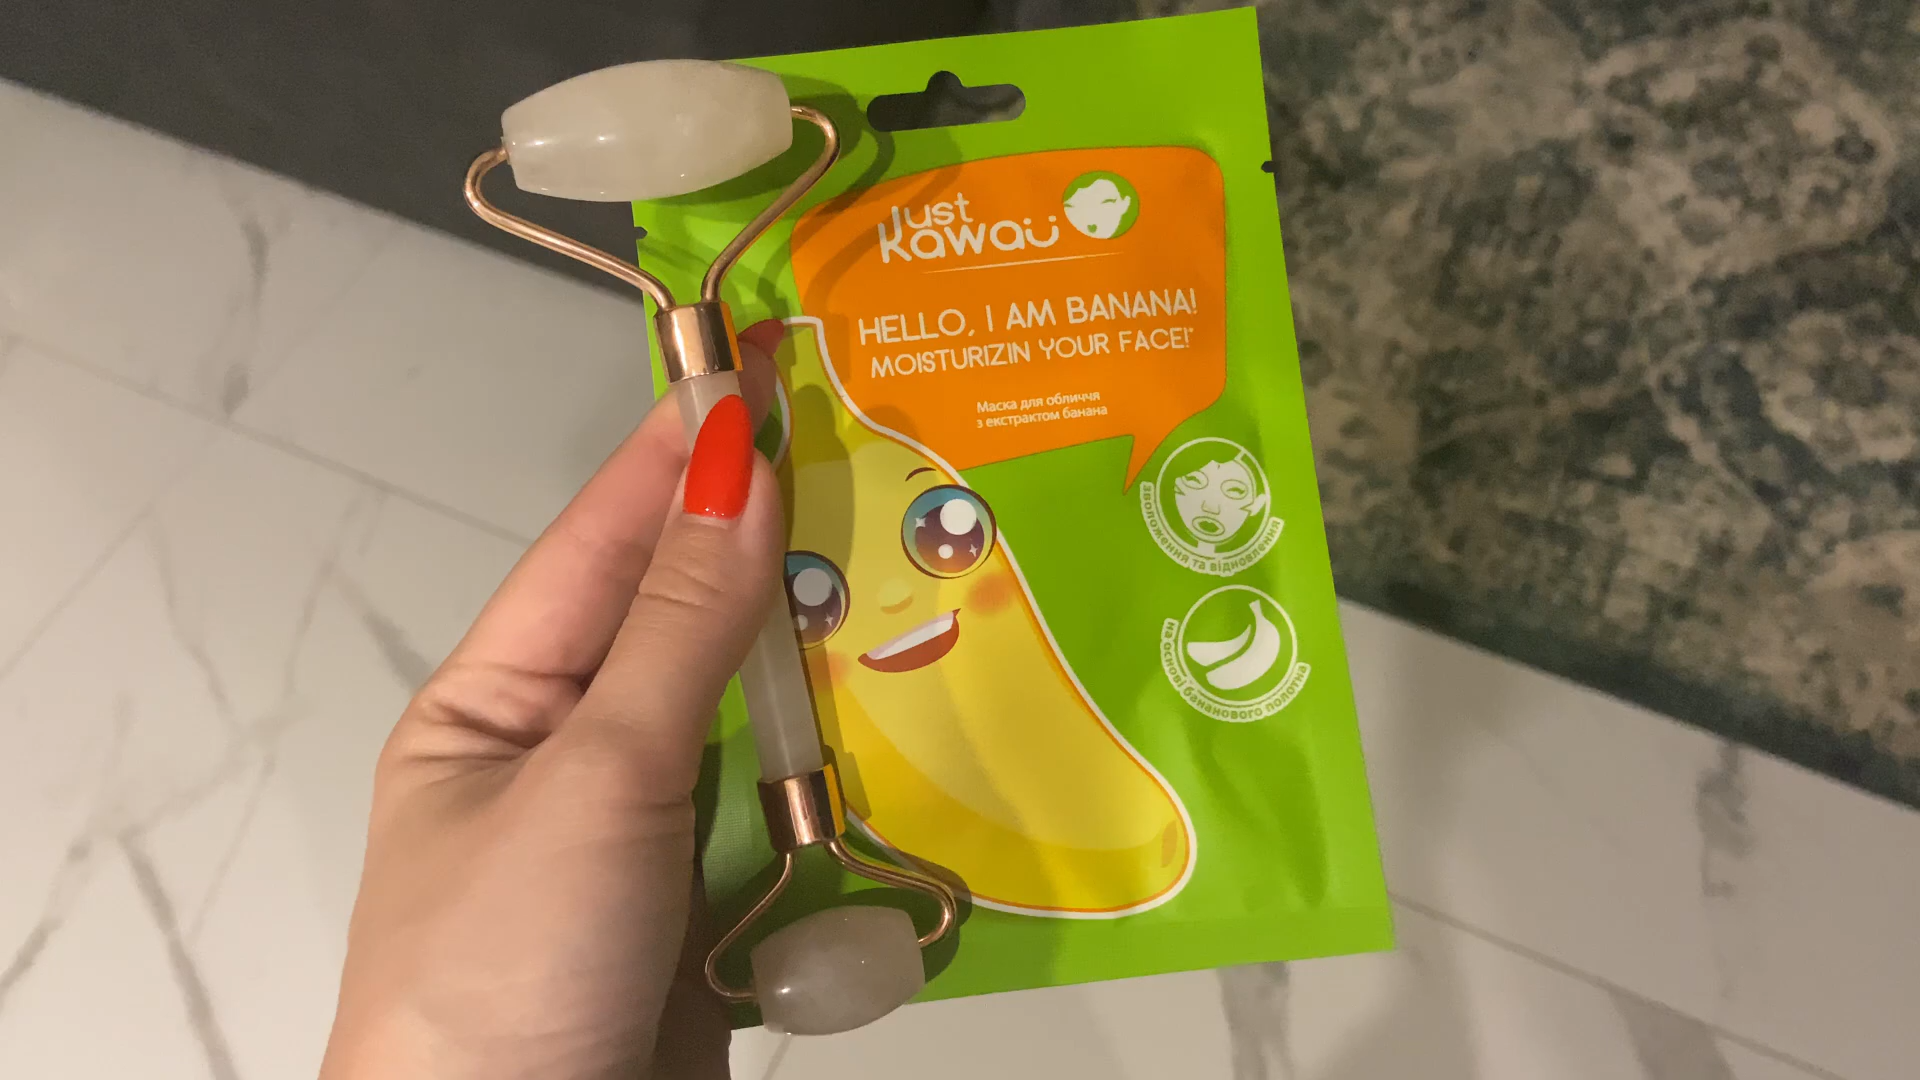 Just
Kawaii
HELLO, I AM BANANA!
MOISTURIZIN YOUR FACE!*
Маска для обличчя
з екстрактом банана
зволоження та відновлення
на основі бананового полотна